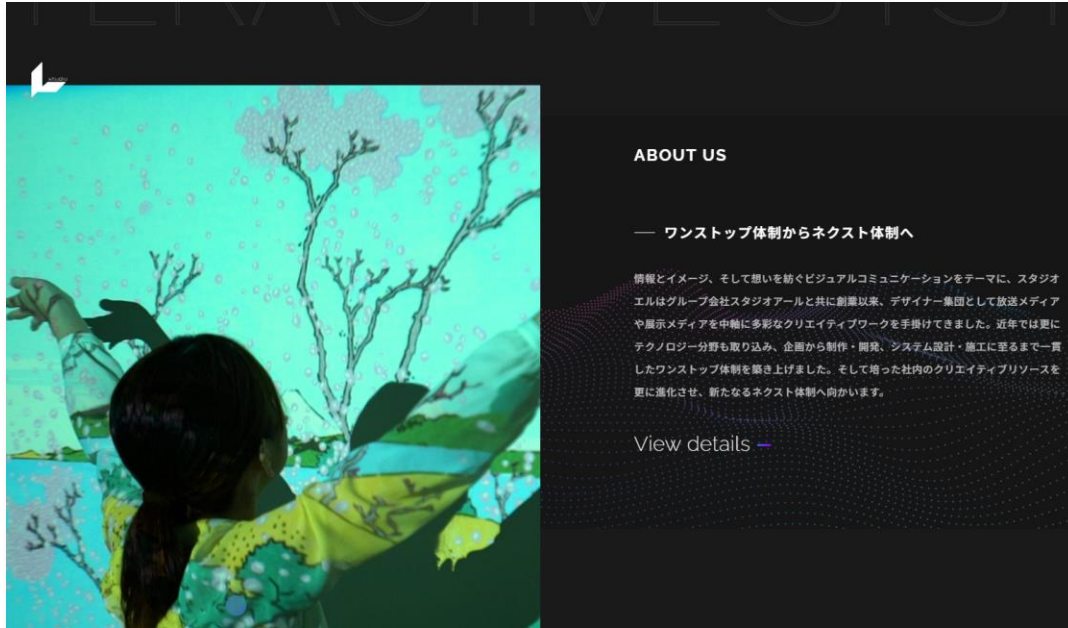 TERACTIVE SYST
studio
ABOUT US
ワンストップ体制からネクスト体制へ
情報とイメージ、そして想いを紡ぐビジュアルコミュニケーションをテーマに、スタジオ
エルはグループ会社スタジオアールと共に創業以来、デザイナー集団として放送メディア
や展示メディアを中軸に多彩なクリエイティブワークを手掛けてきました。近年では更に
テクノロジー分野も取り込み、企画から制作・開発、システム設計・施工に至るまで一貫
したワンストップ体制を築き上げました。そして培った社内のクリエイティブリソースを
更に進化させ、新たなるネクスト体制へ向かいます。
View details